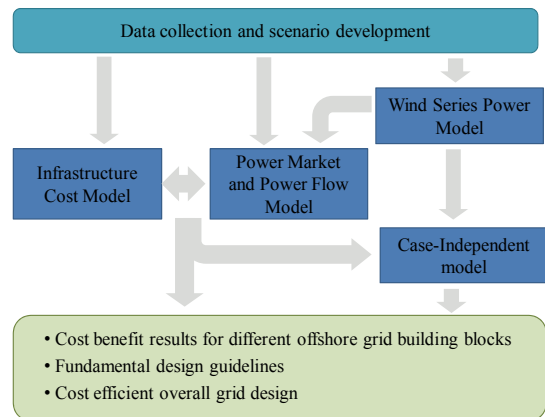 Data collection and scenario development
Wind Series Power
Model
Infrastructure
Cost Model
Power Market
and Power Flow
Model
Case-Independent
model
• Cost benefit results for different offshore grid building blocks
• Fundamental design guidelines
• Cost efficient overall grid design